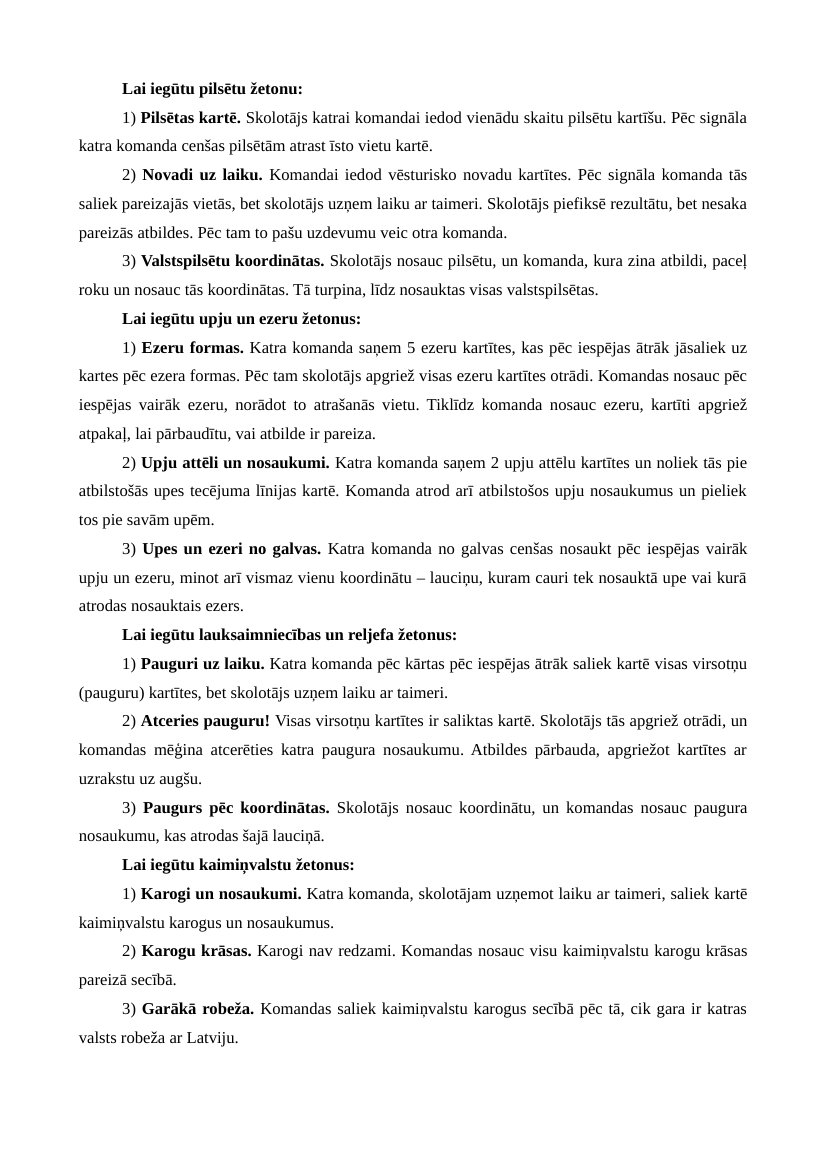 Lai iegūtu pilsētu žetonu:
1) Pilsētas kartē. Skolotājs katrai komandai iedod vienādu skaitu pilsētu kartīšu. Pēc signāla
katra komanda cenšas pilsētām atrast īsto vietu kartē.
2) Novadi uz laiku. Komandai iedod vēsturisko novadu kartītes. Pēc signāla komanda tās
saliek pareizajās vietās, bet skolotājs uzņem laiku ar taimeri. Skolotājs piefiksē rezultātu, bet nesaka
pareizās atbildes. Pēc tam to pašu uzdevumu veic otra komanda.
3) Valstspilsētu koordinātas. Skolotājs nosauc pilsētu, un komanda, kura zina atbildi, paceļ
roku un nosauc tās koordinātas. Tā turpina, līdz nosauktas visas valstspilsētas.
Lai iegūtu upju un ezeru žetonus:
1) Ezeru formas. Katra komanda saņem 5 ezeru kartītes, kas pēc iespējas ātrāk jāsaliek uz
kartes pēc ezera formas. Pēc tam skolotājs apgriež visas ezeru kartītes otrādi. Komandas nosauc pēc
iespējas vairāk ezeru, norādot to atrašanās vietu. Tiklīdz komanda nosauc ezeru, kartīti apgriež
atpakaļ, lai pārbaudītu, vai atbilde ir pareiza.
2) Upju attēli un nosaukumi. Katra komanda saņem 2 upju attēlu kartītes un noliek tās pie
atbilstošās upes tecējuma līnijas kartē. Komanda atrod arī atbilstošos upju nosaukumus un pieliek
tos pie savām upēm.
3) Upes un ezeri no galvas. Katra komanda no galvas cenšas nosaukt pēc iespējas vairāk
upju un ezeru, minot arī vismaz vienu koordinātu – lauciņu, kuram cauri tek nosauktā upe vai kurā
atrodas nosauktais ezers.
Lai iegūtu lauksaimniecības un reljefa žetonus:
1) Pauguri uz laiku. Katra komanda pēc kārtas pēc iespējas ātrāk saliek kartē visas virsotņu
(pauguru) kartītes, bet skolotājs uzņem laiku ar taimeri.
2) Atceries pauguru! Visas virsotņu kartītes ir saliktas kartē. Skolotājs tās apgriež otrādi, un
komandas mēģina atcerēties katra paugura nosaukumu. Atbildes pārbauda, apgriežot kartītes ar
uzrakstu uz augšu.
3) Paugurs pēc koordinātas. Skolotājs nosauc koordinātu, un komandas nosauc paugura
nosaukumu, kas atrodas šajā lauciņā.
Lai iegūtu kaimiņvalstu žetonus:
1) Karogi un nosaukumi. Katra komanda, skolotājam uzņemot laiku ar taimeri, saliek kartē
kaimiņvalstu karogus un nosaukumus.
2) Karogu krāsas. Karogi nav redzami. Komandas nosauc visu kaimiņvalstu karogu krāsas
pareizā secībā.
3) Garākā robeža. Komandas saliek kaimiņvalstu karogus secībā pēc tā, cik gara ir katras
valsts robeža ar Latviju.